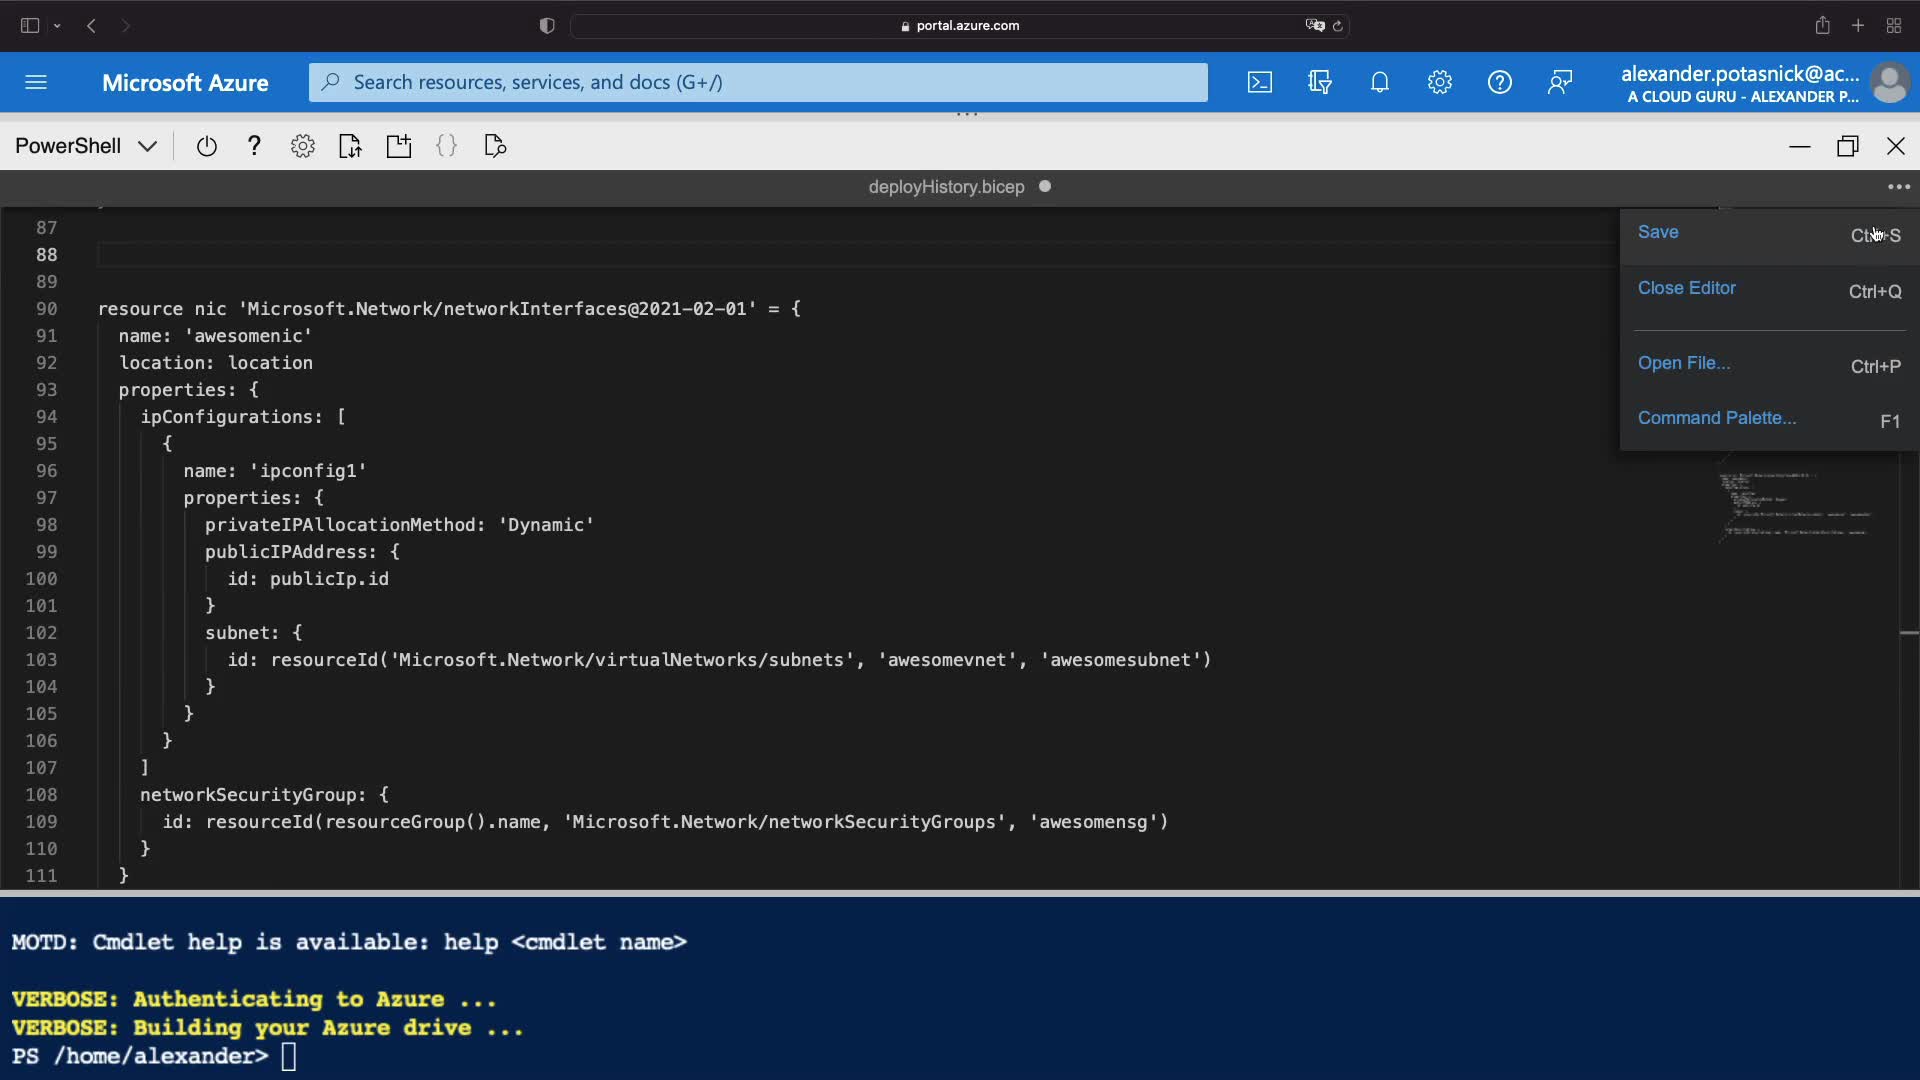 portal.azure.com
Microsoft Azure
Search resources, services, and docs (G+/)
alexander.potasnick@ac...
A CLOUD GURU - ALEXANDER P...
PowerShell
deployHistory.bicep
87
88
89
90 resource nic 'Microsoft.Network/networkInterfaces@2021-02-01' = {
91 name: 'awesomenic'
92 location: location
93 properties: {
94 ipConfigurations: [
95 {
96 name: 'ipconfig1'
97 properties: {
98 privateIPAllocationMethod: 'Dynamic'
99 publicIPAddress: {
100 id: publicIp.id
101 }
102 subnet: {
103 id: resourceId('Microsoft.Network/virtualNetworks/subnets', 'awesomevnet', 'awesomesubnet')
104 }
105 }
106 }
107 ]
108 networkSecurityGroup: {
109 id: resourceId(resourceGroup().name, 'Microsoft.Network/networkSecurityGroups', 'awesomensg')
110 }
111 }
Save Ctrl+S
Close Editor Ctrl+Q
Open File... Ctrl+P
Command Palette... F1
MOTD: Cmdlet help is available: help <cmdlet name>
VERBOSE: Authenticating to Azure ...
VERBOSE: Building your Azure drive ...
PS /home/alexander>